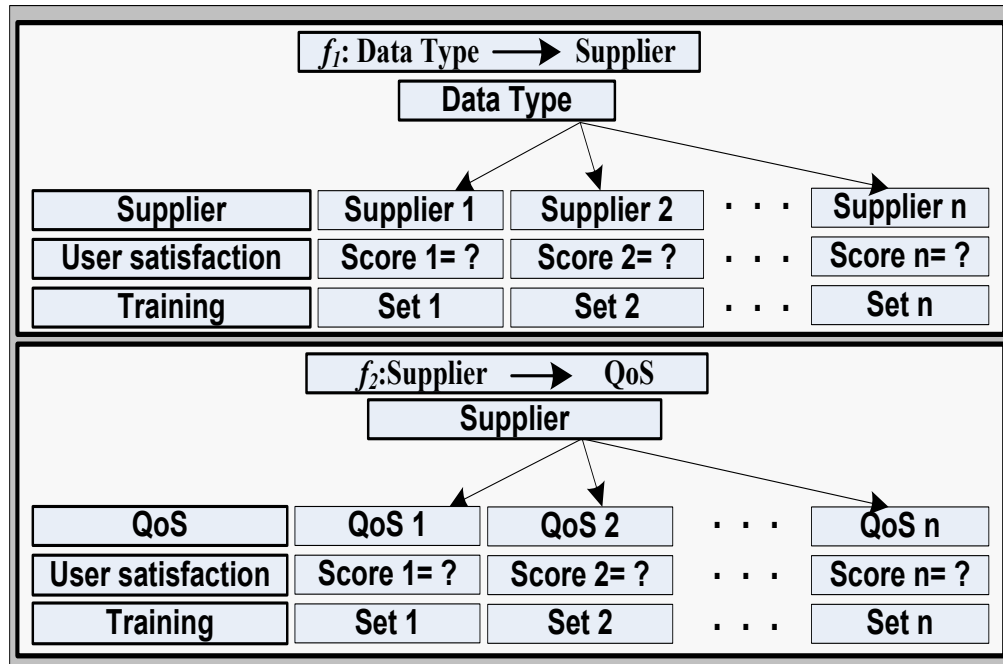 f1: Data Type → Supplier
Data Type
Supplier Supplier 1 Supplier 2 . . . Supplier n
User satisfaction Score 1= ? Score 2= ? . . . Score n= ?
Training Set 1 Set 2 . . . Set n
f2:Supplier → QoS
Supplier
QoS QoS 1 QoS 2 . . . QoS n
User satisfaction Score 1= ? Score 2= ? . . . Score n= ?
Training Set 1 Set 2 . . . Set n